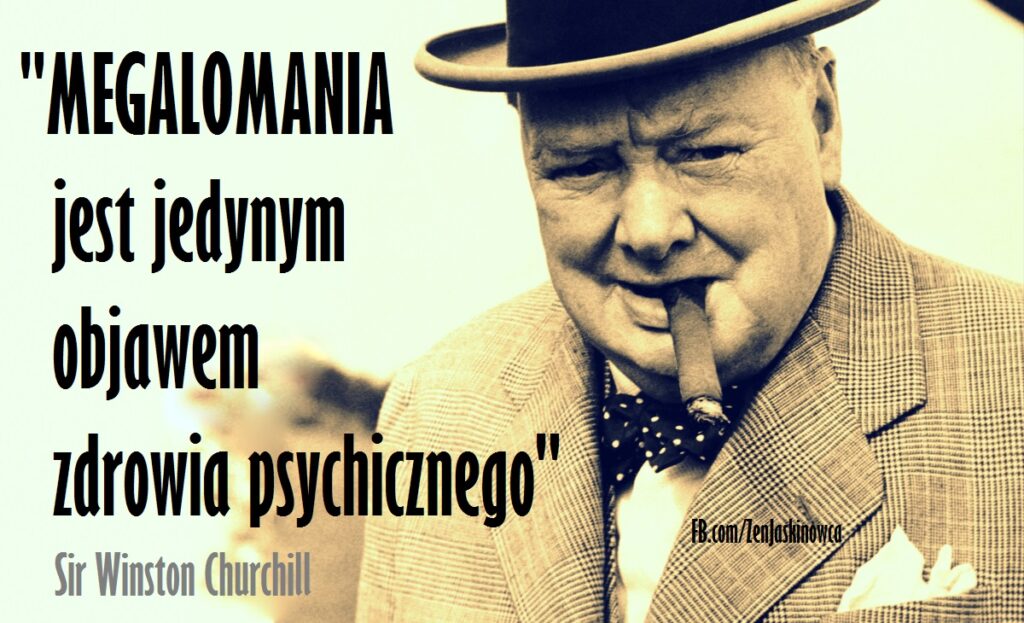 "MEGALOMANIA
jest jedynym
objawem
zdrowia psychicznego"
Sir Winston Churchill
FB.com/ZenJaskinowca